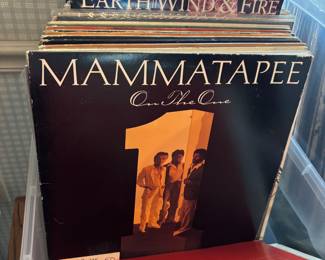 EARTH WIND & FIRE
MAMMATAPEE
On The One
1